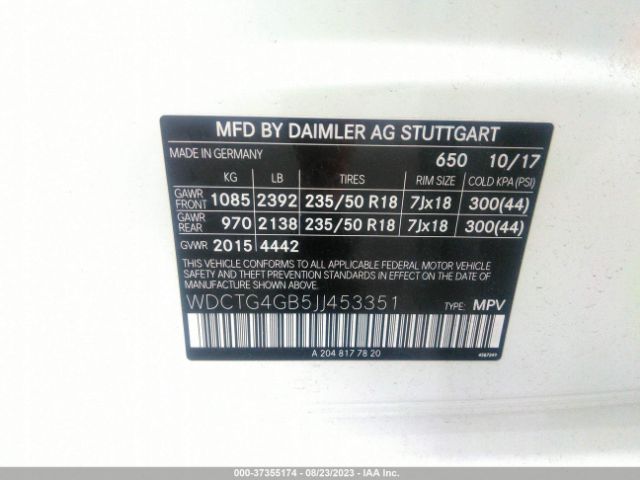 MFD BY DAIMLER AG STUTTGART
MADE IN GERMANY 650 10/17
KG LB TIRES RIM SIZE COLD KPA (PSI)
GAWR FRONT 1085 2392 235/50 R18 7Jx18 300(44)
GAWR REAR 970 2138 235/50 R18 7Jx18 300(44)
GVWR 2015 4442
THIS VEHICLE CONFORMS TO ALL APPLICABLE FEDERAL MOTOR VEHICLE
SAFETY, BUMPER AND THEFT PREVENTION STANDARDS IN EFFECT
ON THE DATE OF MANUFACTURE SHOWN ABOVE.
WDCTG4GB5JJ453351 TYPE: MPV
A 204 817 78 20
000-37355174 - 08/23/2023 - IAAI.COM